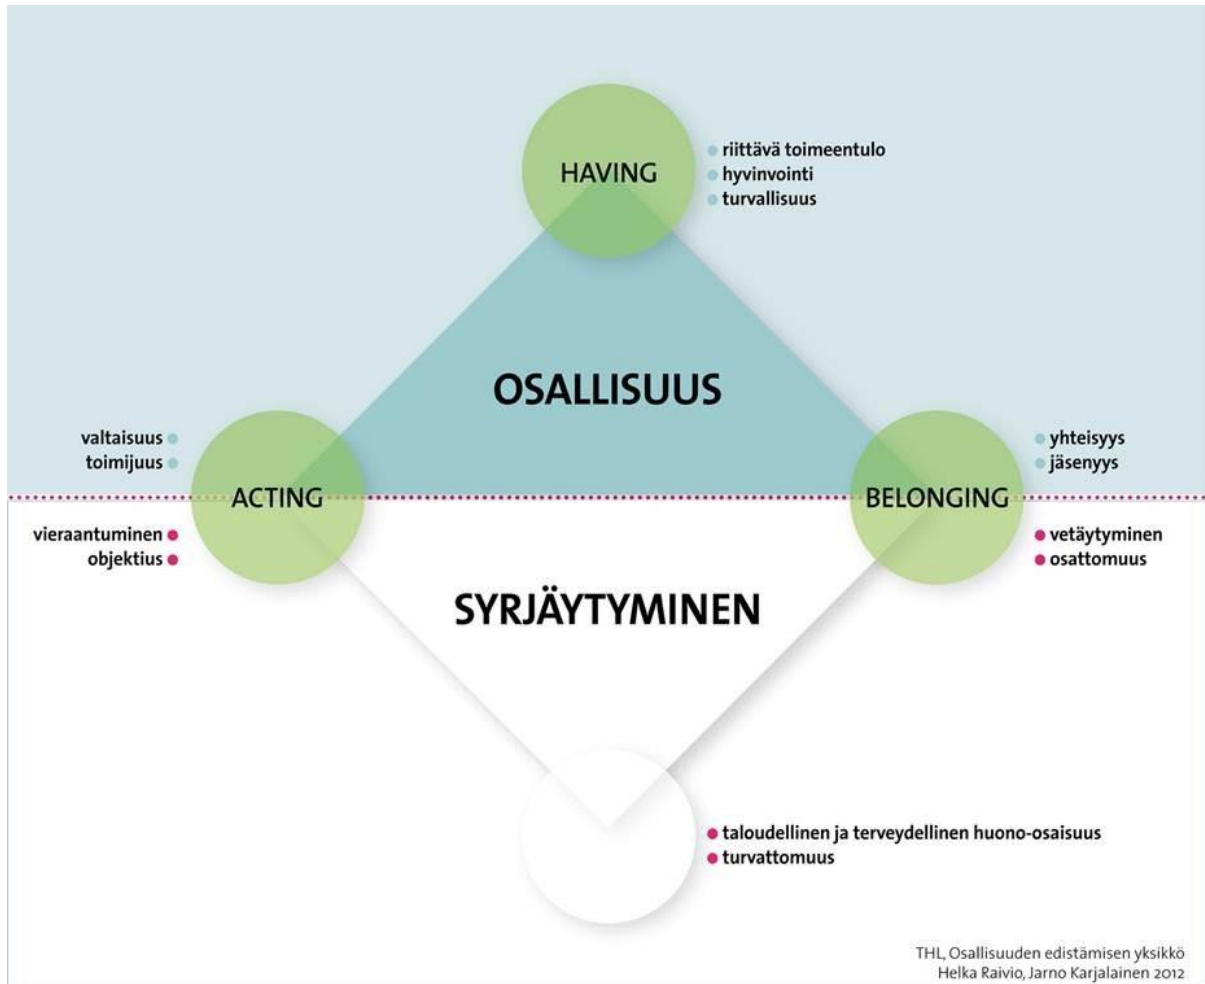 HAVING
riittävä toimeentulo
hyvinvointi
turvallisuus
OSALLISUUS
valtaisuus
toimijuus
ACTING
vieraantuminen
objektius
yhteisyys
jäsenyys
BELONGING
vetäytyminen
osattomuus
SYRJÄYTYMINEN
taloudellinen ja terveydellinen huono-osaisuus
turvattomuus
THL, Osallisuuden edistämisen yksikkö
Helka Raivio, Jarno Karjalainen 2012